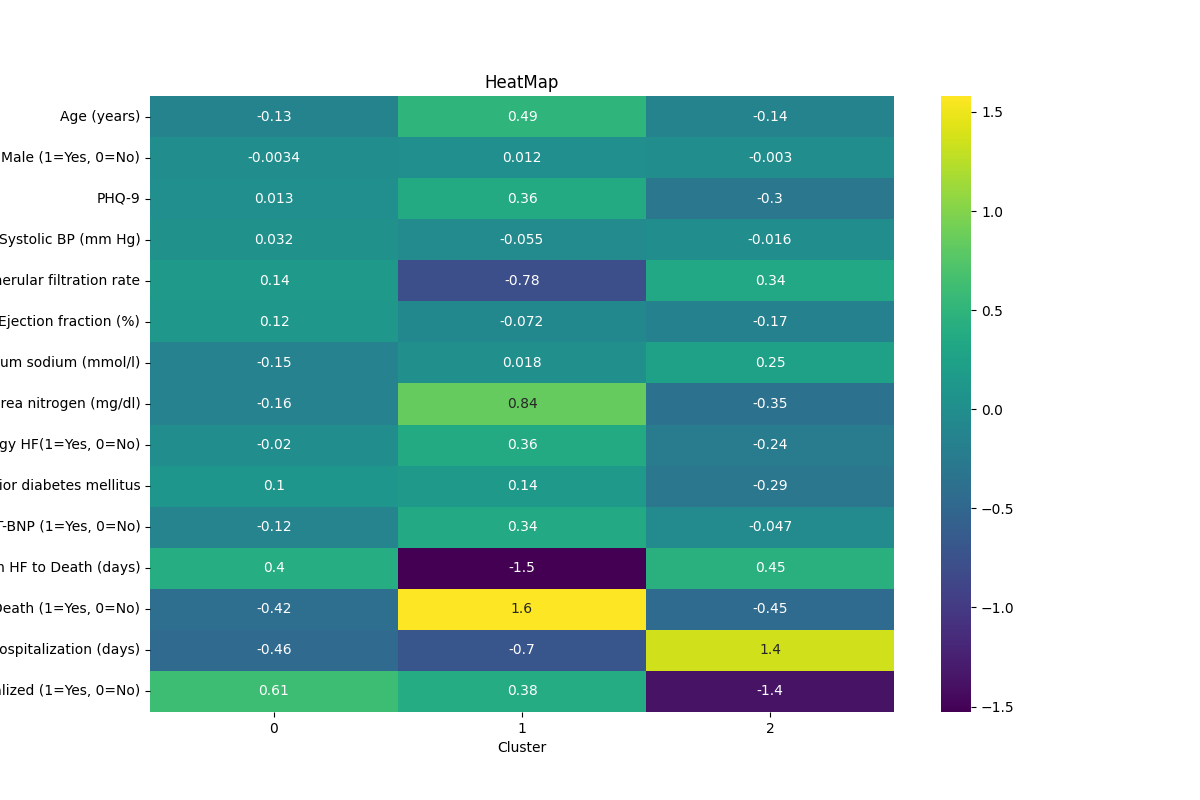 HeatMap
Age (years) -0.13 0.49 -0.14
Male (1=Yes, 0=No) -0.0034 0.012 -0.003
PHQ-9 0.013 0.36 -0.3
Systolic BP (mm Hg) 0.032 -0.055 -0.016
erular filtration rate 0.14 -0.78 0.34
Ejection fraction (%) 0.12 -0.072 -0.17
um sodium (mmol/l) -0.15 0.018 0.25
rea nitrogen (mg/dl) -0.16 0.84 -0.35
gy HF(1=Yes, 0=No) -0.02 0.36 -0.24
ior diabetes mellitus 0.1 0.14 -0.29
T-BNP (1=Yes, 0=No) -0.12 0.34 -0.047
HF to Death (days) 0.4 -1.5 0.45
Death (1=Yes, 0=No) -0.42 1.6 -0.45
ospitalization (days) -0.46 -0.7 1.4
lized (1=Yes, 0=No) 0.61 0.38 -1.4
0 1 2
Cluster
1.5
1.0
0.5
0.0
−0.5
−1.0
−1.5